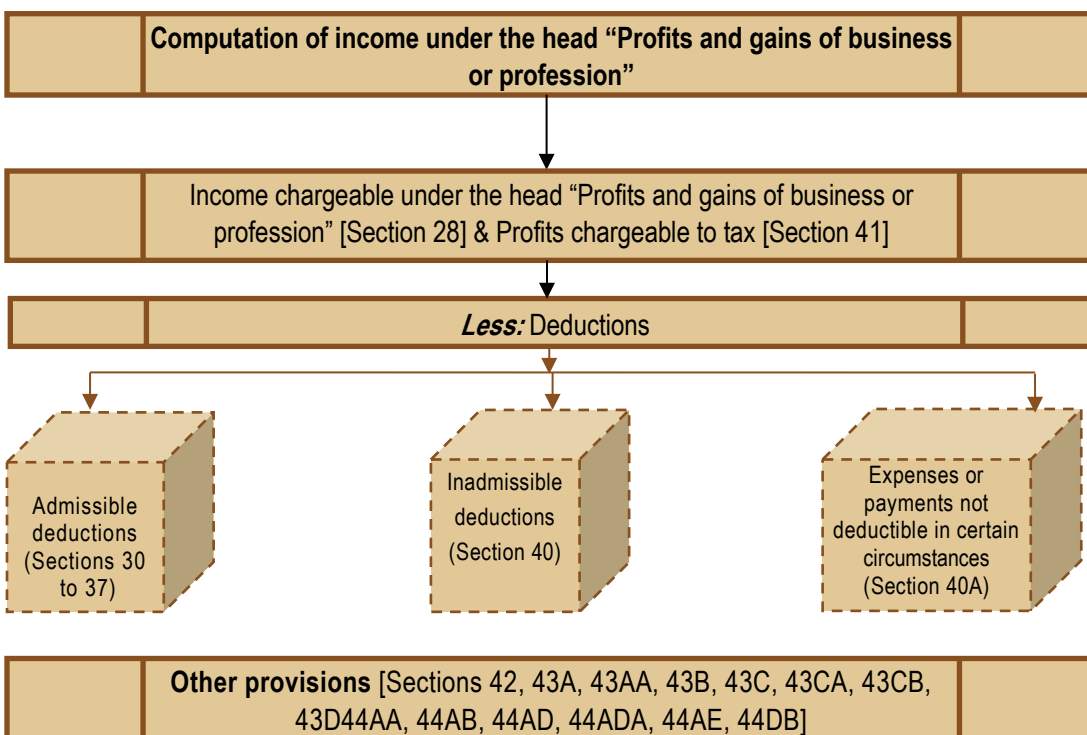 Computation of income under the head “Profits and gains of business
or profession”
Income chargeable under the head “Profits and gains of business or
profession” [Section 28] & Profits chargeable to tax [Section 41]
Less: Deductions
Admissible
deductions
(Sections 30
to 37)
Inadmissible
deductions
(Section 40)
Expenses or
payments not
deductible in certain
circumstances
(Section 40A)
Other provisions [Sections 42, 43A, 43AA, 43B, 43C, 43CA, 43CB,
43D44AA, 44AB, 44AD, 44ADA, 44AE, 44DB]